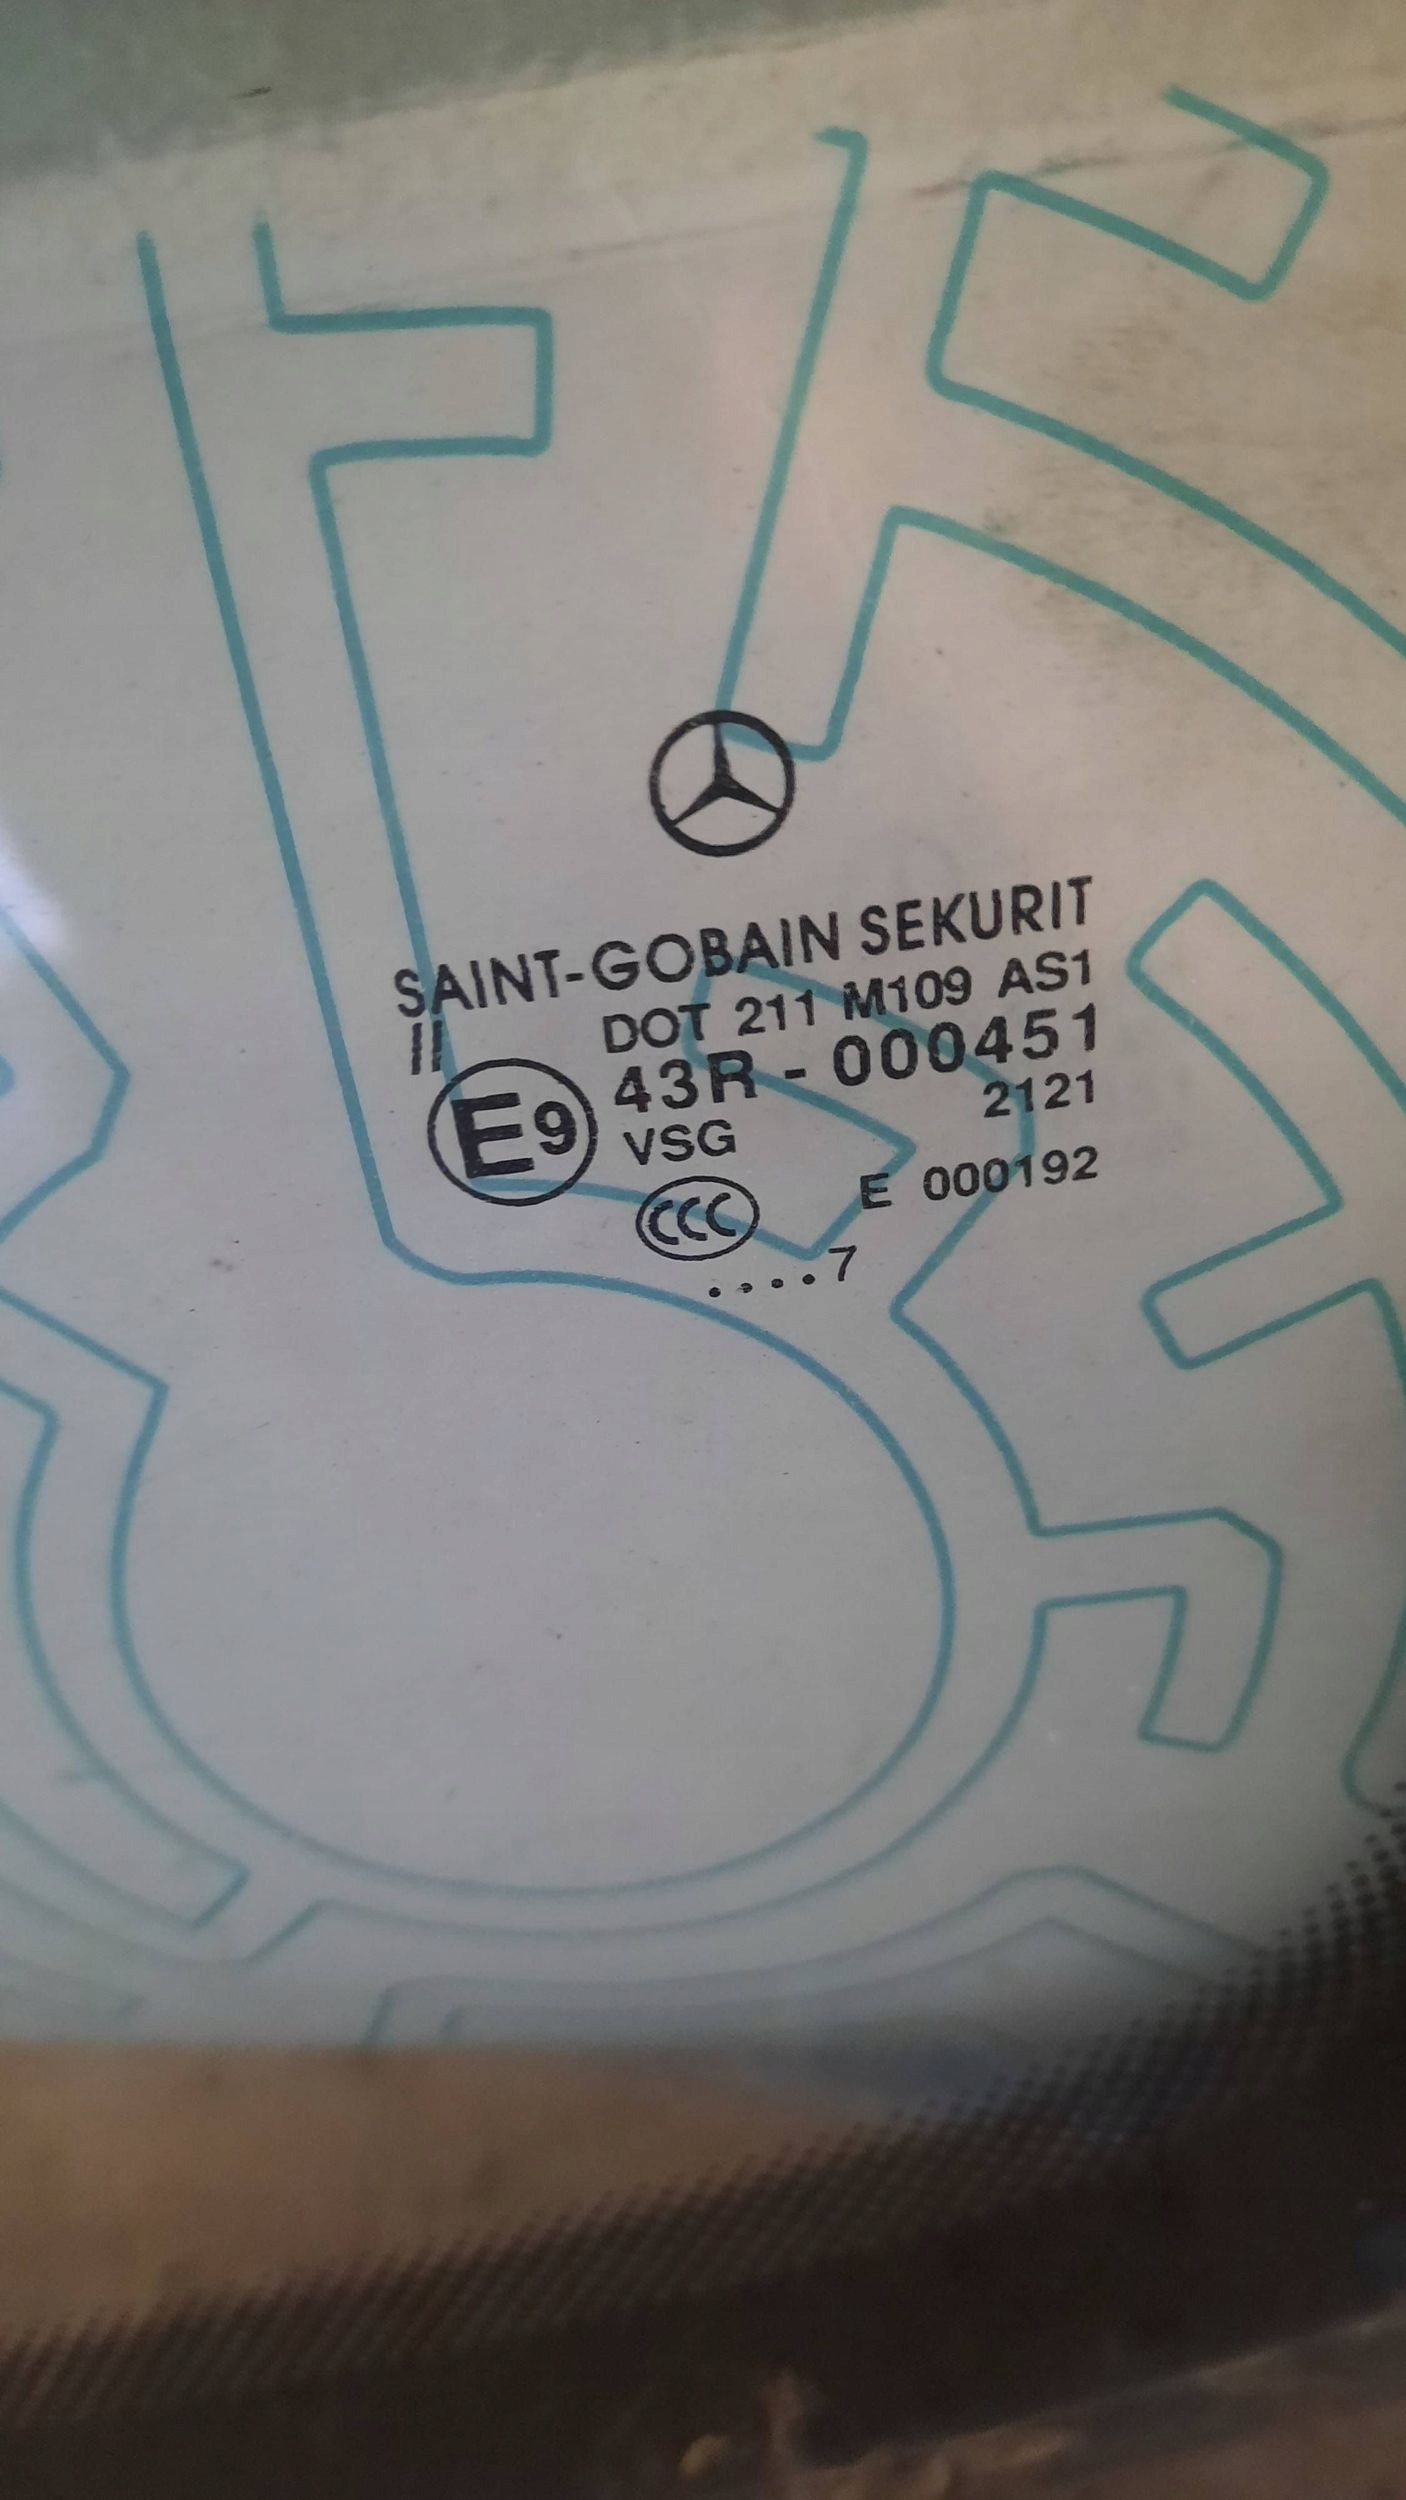 SAINT-GOBAIN SEKURIT
II
DOT 211 M109 AS1
43R - 000451
E9
2121
VSG
E 000192
CCC
....7